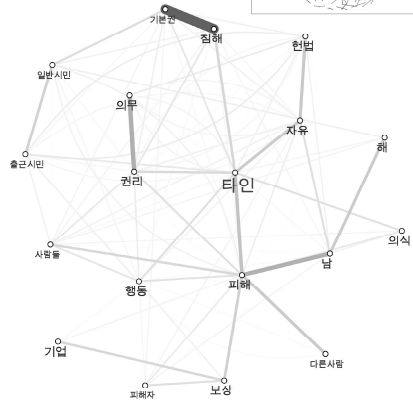 기본권
침해
헌법
일반시민
의무
자유
해
출근시민
권리
타인
의식
사람들
남
행동
피해
기업
다른사람
피해자
보상